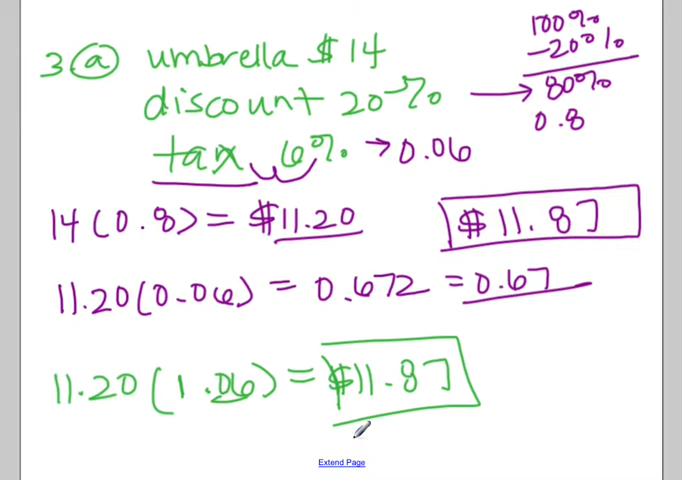 3 (a) umbrella $14
discount 20%
tax 6% → 0.06
100%
-20%
→ 80%
0.8
14(0.8) = $11.20
$11.87
11.20(0.06) = 0.672 = 0.67
11.20(1.06) = $11.87
Extend Page